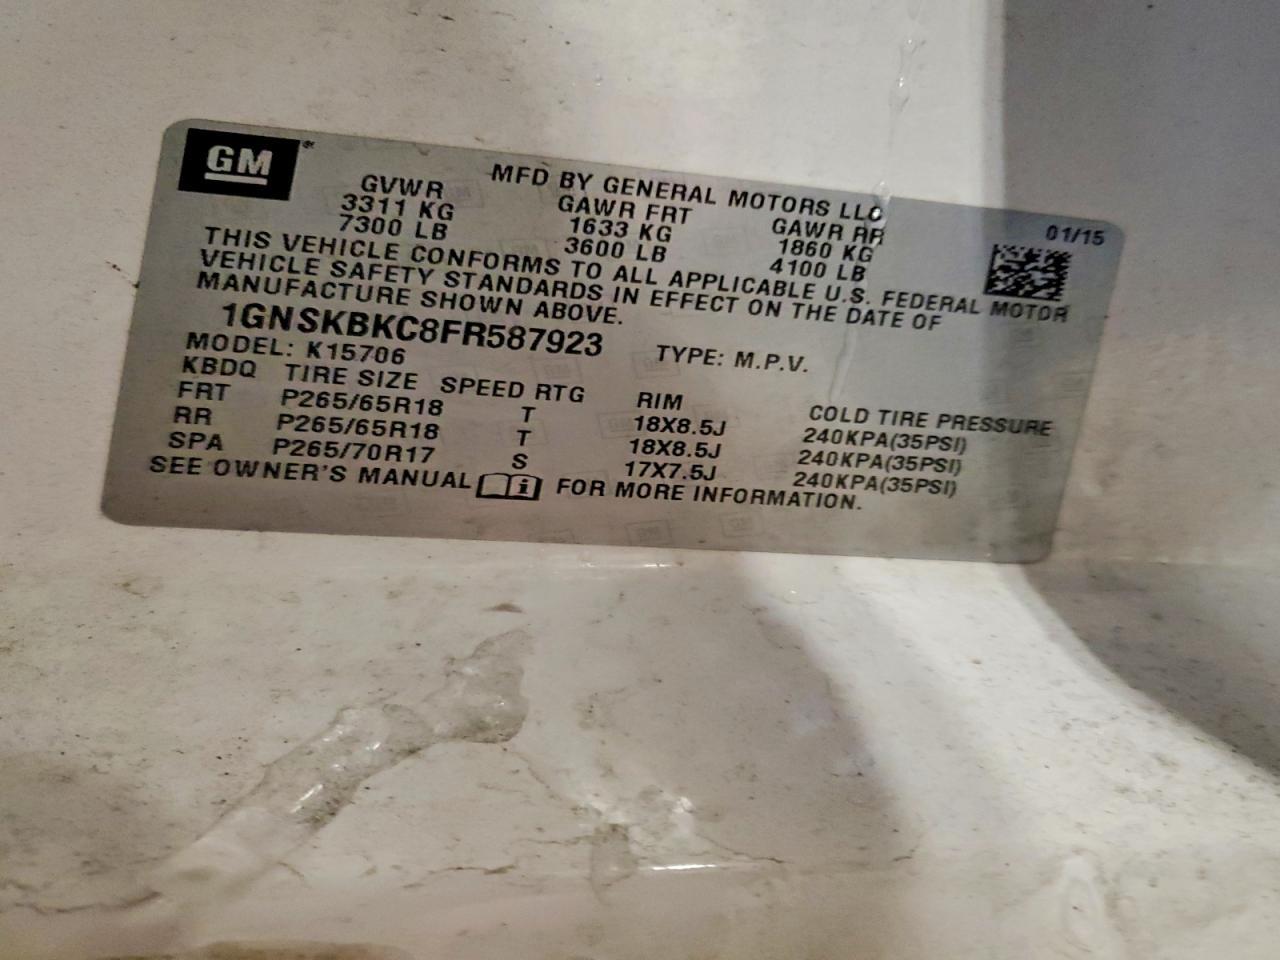 GM
MFD BY GENERAL MOTORS LLC
GVWR GAWR FRT GAWR RR 01/15
3311 KG 1633 KG 1860 KG
7300 LB 3600 LB 4100 LB
THIS VEHICLE CONFORMS TO ALL APPLICABLE U.S. FEDERAL MOTOR
VEHICLE SAFETY STANDARDS IN EFFECT ON THE DATE OF
MANUFACTURE SHOWN ABOVE.
1GNSKBKC8FR587923 TYPE: M.P.V.
MODEL: K15706
KBDQ TIRE SIZE SPEED RTG RIM COLD TIRE PRESSURE
FRT P265/65R18 T 18X8.5J 240KPA(35PSI)
RR P265/65R18 T 18X8.5J 240KPA(35PSI)
SPA P265/70R17 S 17X7.5J 240KPA(35PSI)
SEE OWNER'S MANUAL i FOR MORE INFORMATION.